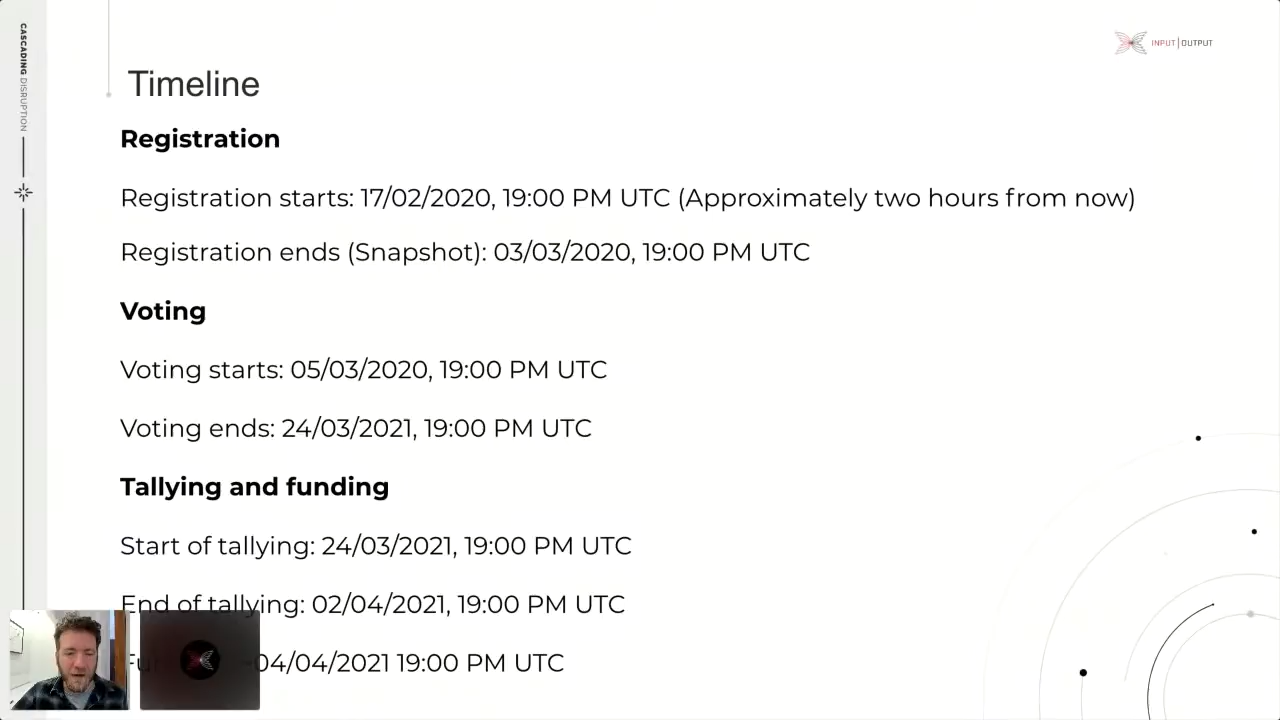 CASCADING DISRUPTION
INPUT | OUTPUT
Timeline
Registration
Registration starts: 17/02/2020, 19:00 PM UTC (Approximately two hours from now)
Registration ends (Snapshot): 03/03/2020, 19:00 PM UTC
Voting
Voting starts: 05/03/2020, 19:00 PM UTC
Voting ends: 24/03/2021, 19:00 PM UTC
Tallying and funding
Start of tallying: 24/03/2021, 19:00 PM UTC
End of tallying: 02/04/2021, 19:00 PM UTC
04/04/2021 19:00 PM UTC